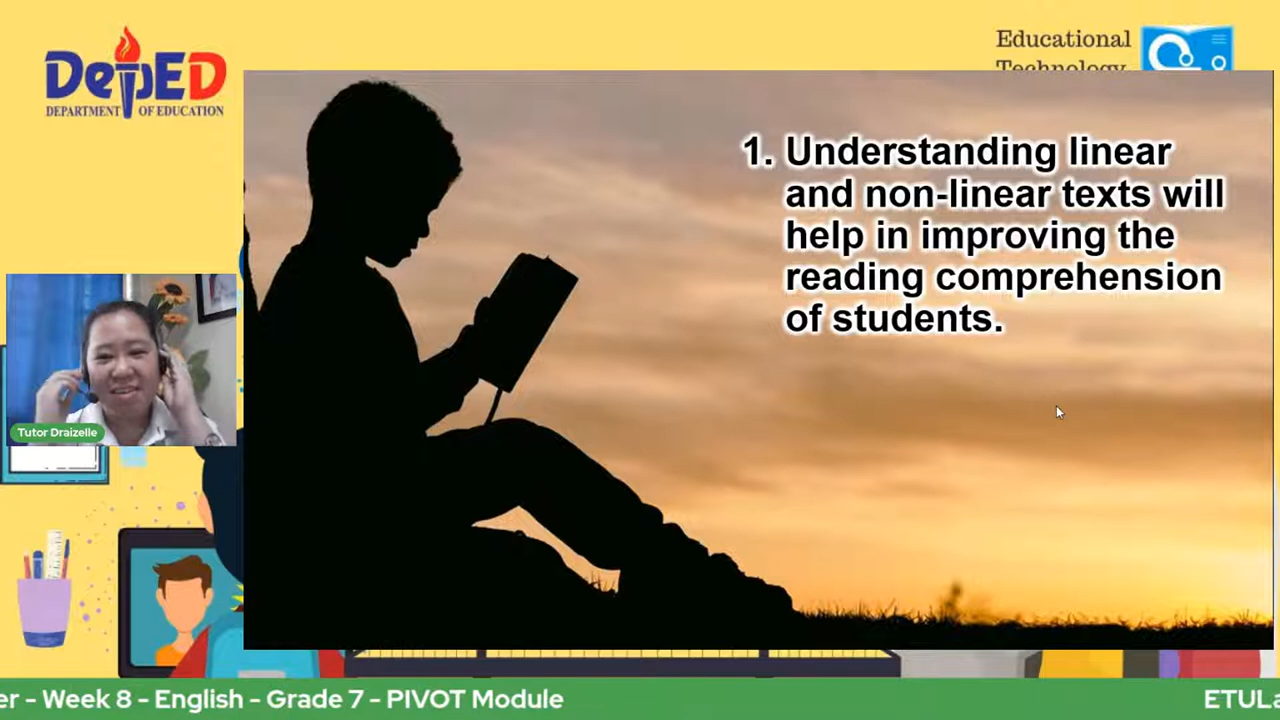 DepED
DEPARTMENT OF EDUCATION
Educational
Technology
1. Understanding linear
and non-linear texts will
help in improving the
reading comprehension
of students.
Tutor Draizelle
er - Week 8 - English - Grade 7 - PIVOT Module
ETULa